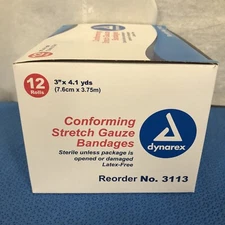 12
Rolls
3" x 4.1 yds
(7.6cm x 3.75m)
Conforming
Stretch Gauze
Bandages
Sterile unless package is
opened or damaged
Latex-Free
dynarex
Reorder No. 3113